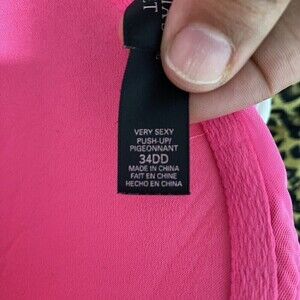 VERY SEXY
PUSH-UP/
PIGEONNANT
34DD
MADE IN CHINA
FAIT EN CHINE
HECHO EN CHINA